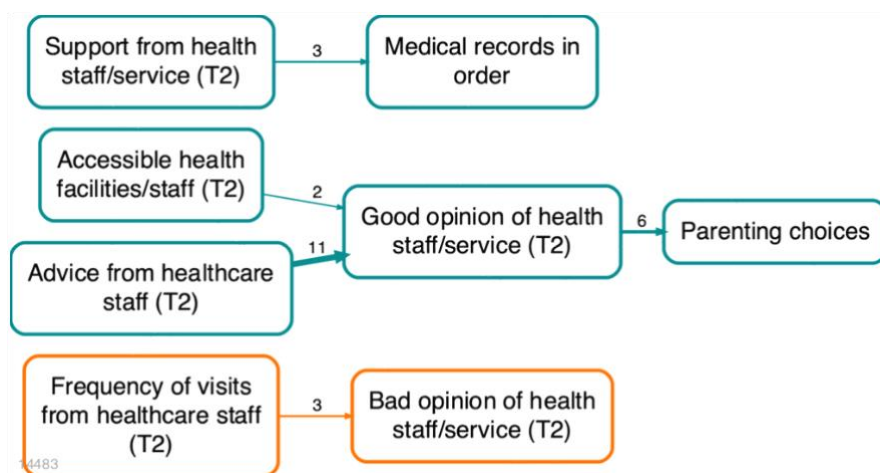 Support from health
staff/service (T2)
3
Medical records in
order
Accessible health
facilities/staff (T2)
2
Good opinion of health
staff/service (T2)
6
Parenting choices
11
Advice from healthcare
staff (T2)
Frequency of visits
from healthcare staff
(T2)
3
Bad opinion of health
staff/service (T2)
74483